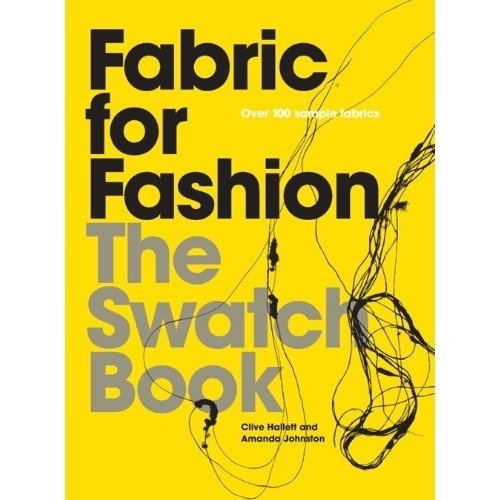 Fabric
for
Over 100 sample fabrics
Fashion
The
Swatch
Book
Clive Hallett and
Amanda Johnston